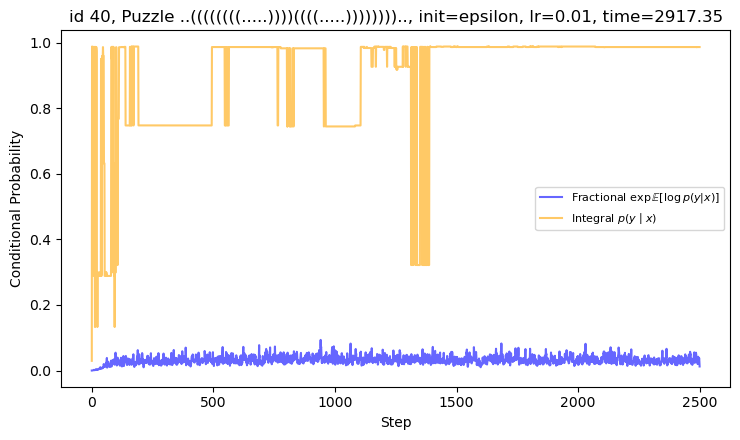 id 40, Puzzle ..((((((((.....))))((((.....)))))))).., init=epsilon, lr=0.01, time=2917.35
Conditional Probability
1.0
0.8
0.6
0.4
0.2
0.0
Fractional exp𝔼[log p(y|x)]
Integral p(y | x)
0 500 1000 1500 2000 2500
Step